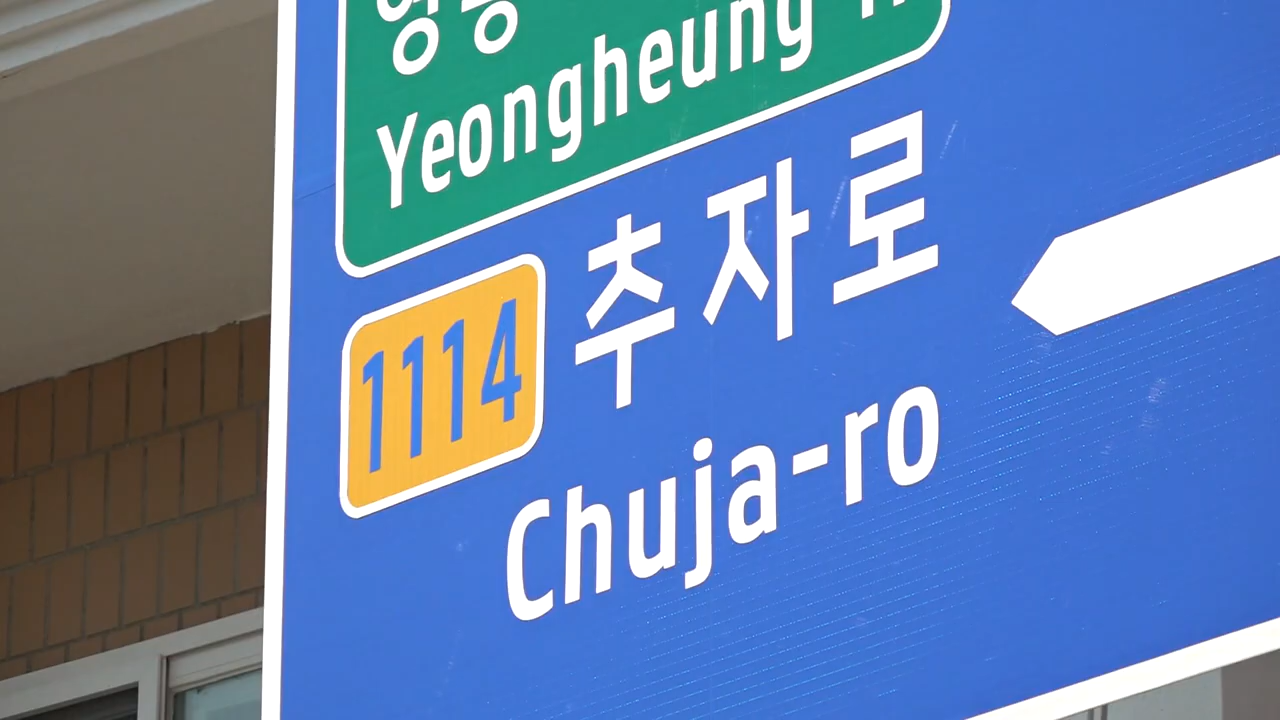 Yeongheung
1114 추자로
Chuja-ro